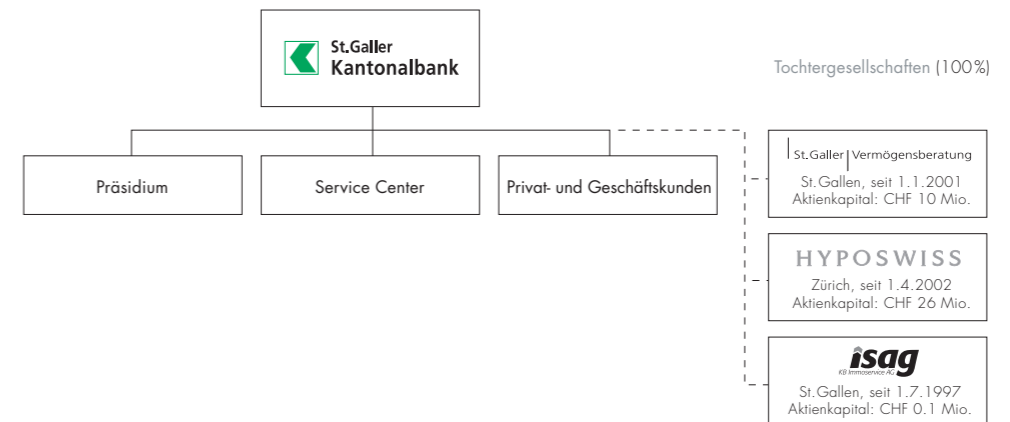 St.Galler
Kantonalbank
Tochtergesellschaften (100%)
Präsidium
Service Center
Privat- und Geschäftskunden
St.Galler Vermögensberatung
St.Gallen, seit 1.1.2001
Aktienkapital: CHF 10 Mio.
HYPOSWISS
Zürich, seit 1.4.2002
Aktienkapital: CHF 26 Mio.
isag
KB Immoservice AG
St.Gallen, seit 1.7.1997
Aktienkapital: CHF 0.1 Mio.